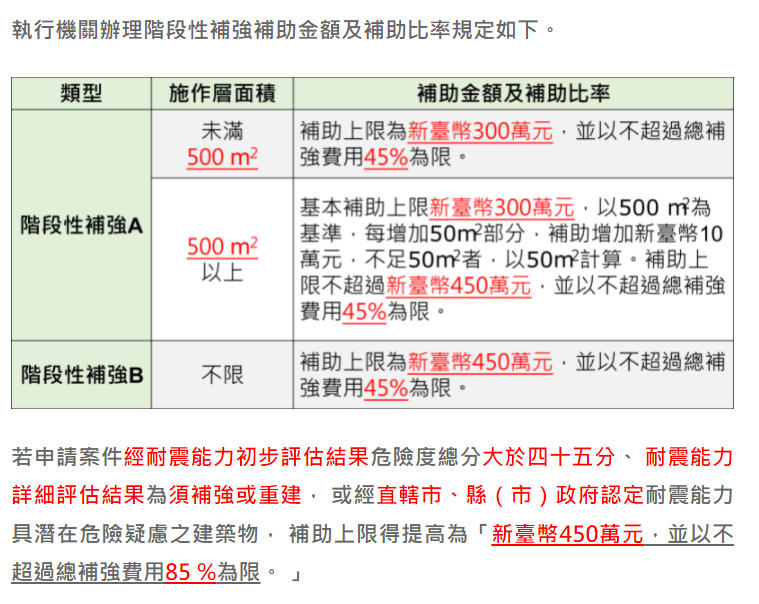 執行機關辦理階段性補強補助金額及補助比率規定如下。
類型 施作層面積 補助金額及補助比率
階段性補強A
未滿
500 m²
補助上限為新臺幣300萬元，並以不超過總補
強費用45%為限。
500 m²
以上
基本補助上限新臺幣300萬元，以500 ㎡為
基準，每增加50㎡部分，補助增加新臺幣10
萬元，不足50㎡者，以50㎡計算。補助上
限不超過新臺幣450萬元，並以不超過總補強
費用45%為限。
階段性補強B
不限
補助上限為新臺幣450萬元，並以不超過總補
強費用45%為限。
若申請案件經耐震能力初步評估結果危險度總分大於四十五分、 耐震能力
詳細評估結果為須補強或重建， 或經直轄市、縣（市）政府認定耐震能力
具潛在危險疑慮之建築物， 補助上限得提高為「新臺幣450萬元，並以不
超過總補強費用85 %為限。 」